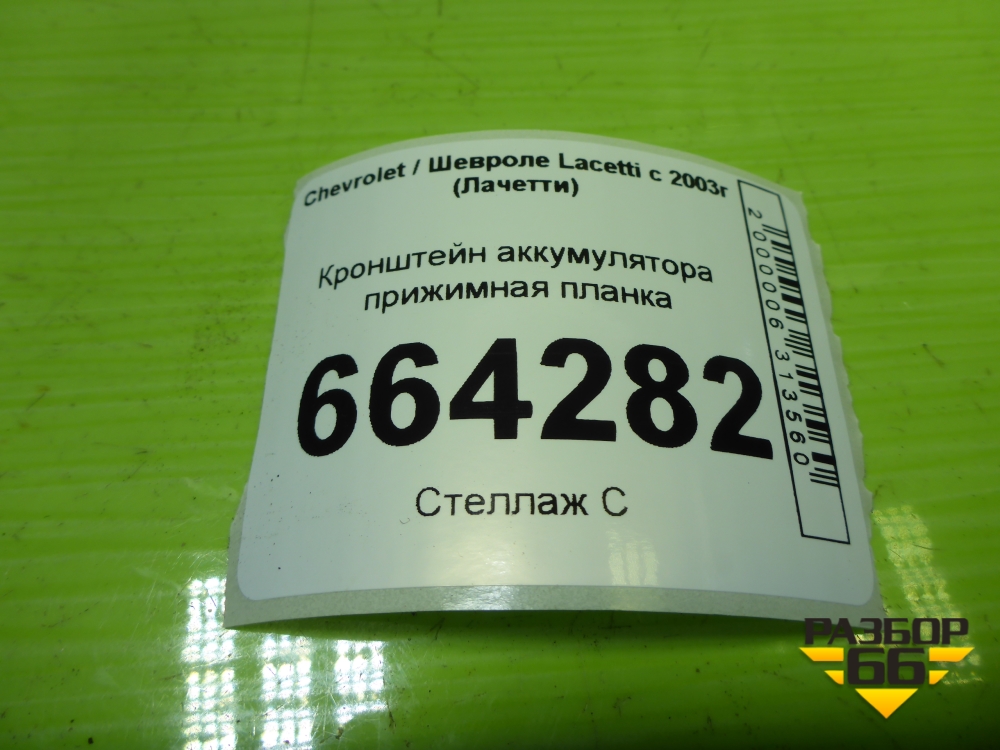 Chevrolet / Шевроле Lacetti с 2003г
(Лачетти)
Кронштейн аккумулятора
прижимная планка
664282
Стеллаж С
2000006313560
РАЗБОР
66